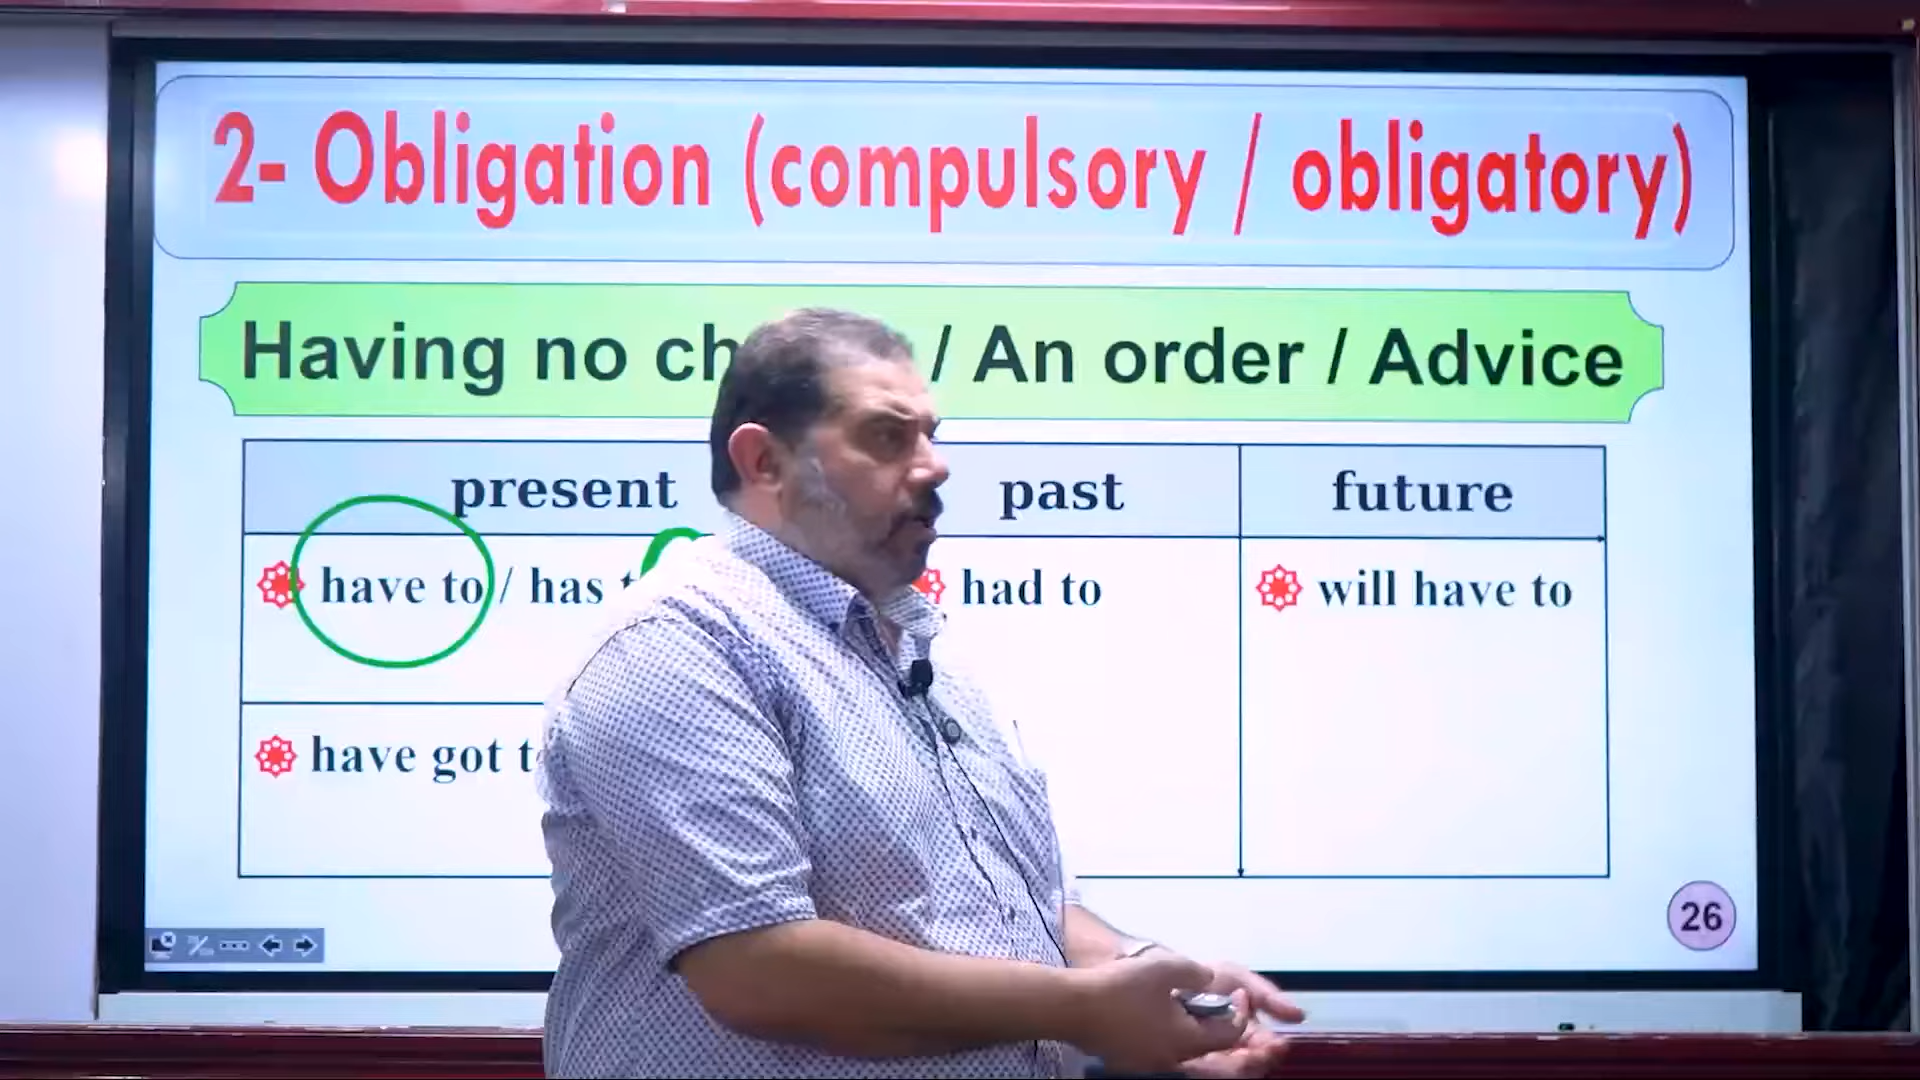 2- Obligation (compulsory / obligatory)
Having no / An order / Advice
present past future
have to / has had to will have to
have got
26